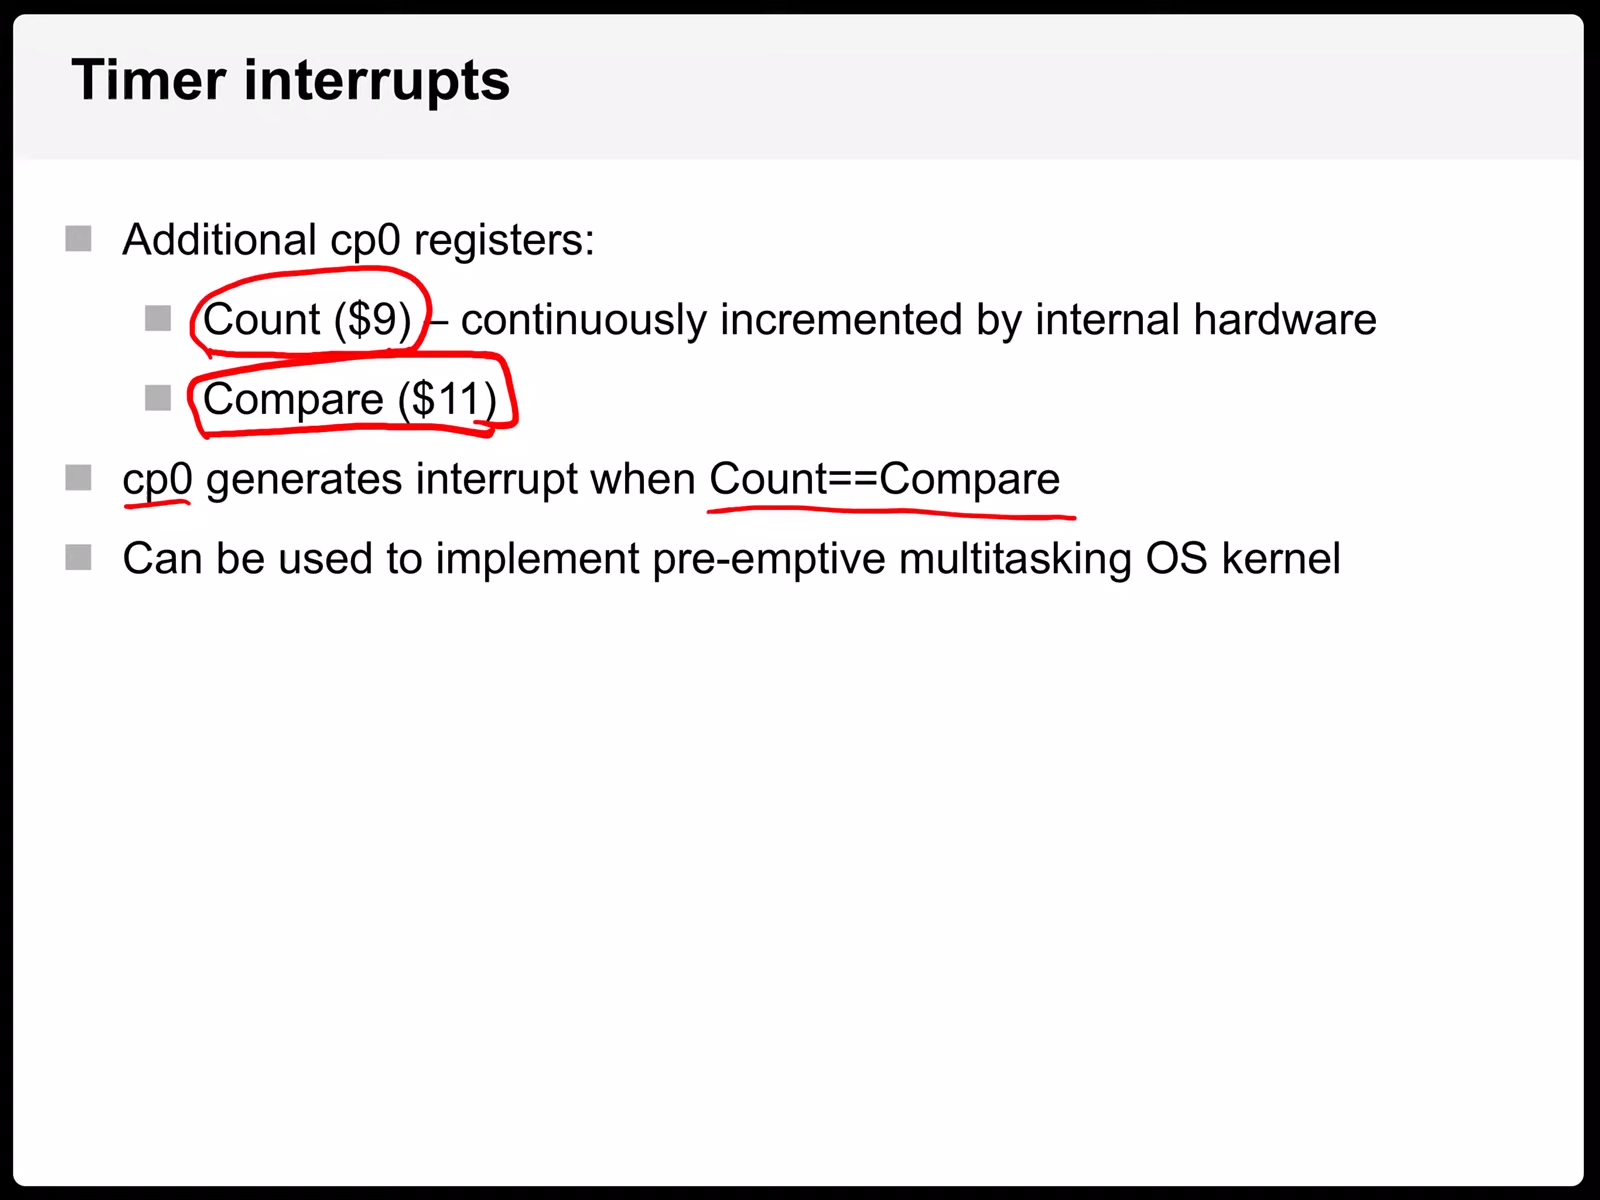 Timer interrupts
Additional cp0 registers:
Count ($9) – continuously incremented by internal hardware
Compare ($11)
cp0 generates interrupt when Count==Compare
Can be used to implement pre-emptive multitasking OS kernel